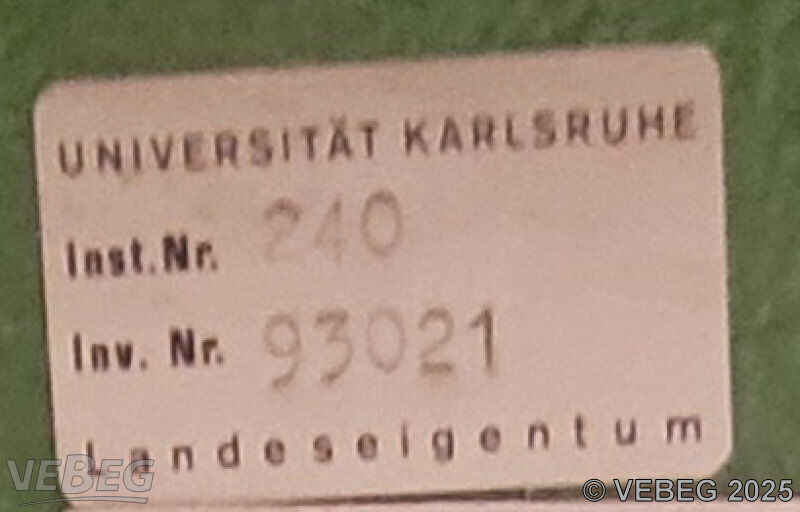 UNIVERSITÄT KARLSRUHE
Inst.Nr. 240
Inv. Nr. 93021
Landeseigentum
VEBEG
© VEBEG 2025